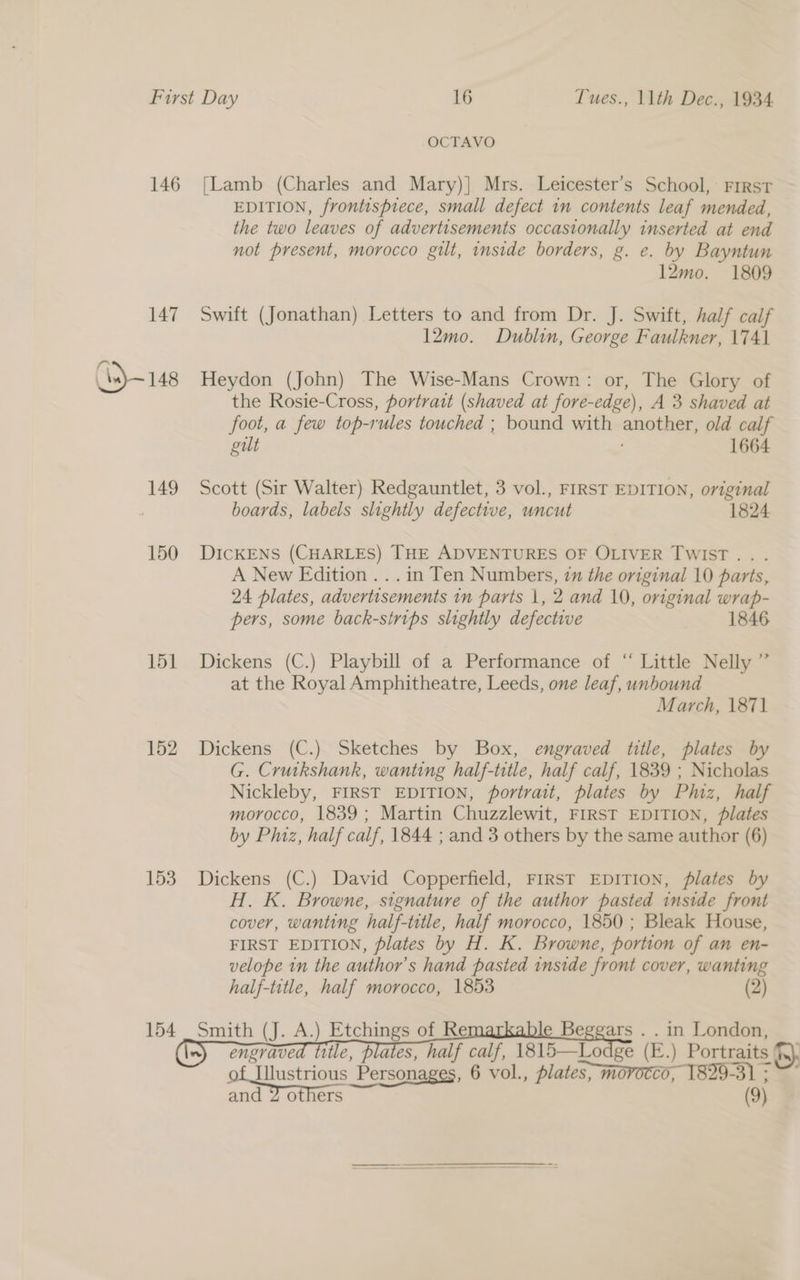 First Day 16 Tues., 11th Dec., 1934
OCTAVO
146 [Lamb (Charles and Mary)] Mrs. Leicester's School, FIRST
EDITION, frontispiece, small defect in contents leaf mended,
the two leaves of advertisements occasionally inserted at end
not present, morocco gilt, inside borders, g. e. by Bayntun
12mo. 1809
147 Swift (Jonathan) Letters to and from Dr. J. Swift, half calf
12mo. Dublin, George Faulkner, 1741
148 Heydon (John) The Wise-Mans Crown: or, The Glory of
the Rosie-Cross, portrait (shaved at fore-edge), A 3 shaved at
foot, a few top-rules touched ; bound with another, old calf
gilt 1664
149 Scott (Sir Walter) Redgauntlet, 3 vol., FIRST EDITION, original
boards, labels slightly defective, uncut 1824
150 DICKENS (CHARLES) THE ADVENTURES OF OLIVER TWIST . . .
A New Edition . . . in Ten Numbers, in the original 10 parts,
24 plates, advertisements in parts 1, 2 and 10, original wrap-
pers, some back-strips slightly defective 1846
151 Dickens (C.) Playbill of a Performance of “ Little Nelly ”
at the Royal Amphitheatre, Leeds, one leaf, unbound
March, 1871
152 Dickens (C.) Sketches by Box, engraved title, plates by
G. Cruikshank, wanting half-title, half calf, 1839 ; Nicholas
Nickleby, FIRST EDITION, portrait, plates by Phiz, half
morocco, 1839 ; Martin Chuzzlewit, FIRST EDITION, plates
by Phiz, half calf, 1844 ; and 3 others by the same author (6)
153 Dickens (C.) David Copperfield, FIRST EDITION, plates by
H. K. Browne, signature of the author pasted inside front
cover, wanting half-title, half morocco, 1850 ; Bleak House,
FIRST EDITION, plates by H. K. Browne, portion of an en-
velope in the author's hand pasted inside front cover, wanting
half-title, half morocco, 1853 (2)
154 Smith (J. A.) Etchings of Remarkable Beggars . . in London,
engraved title, plates, half calf, 1815—Lodge (E.) Portraits
of Illustrious Personages, 6 vol., plates, morocco, 1829-31 ;
and 2 others (9)